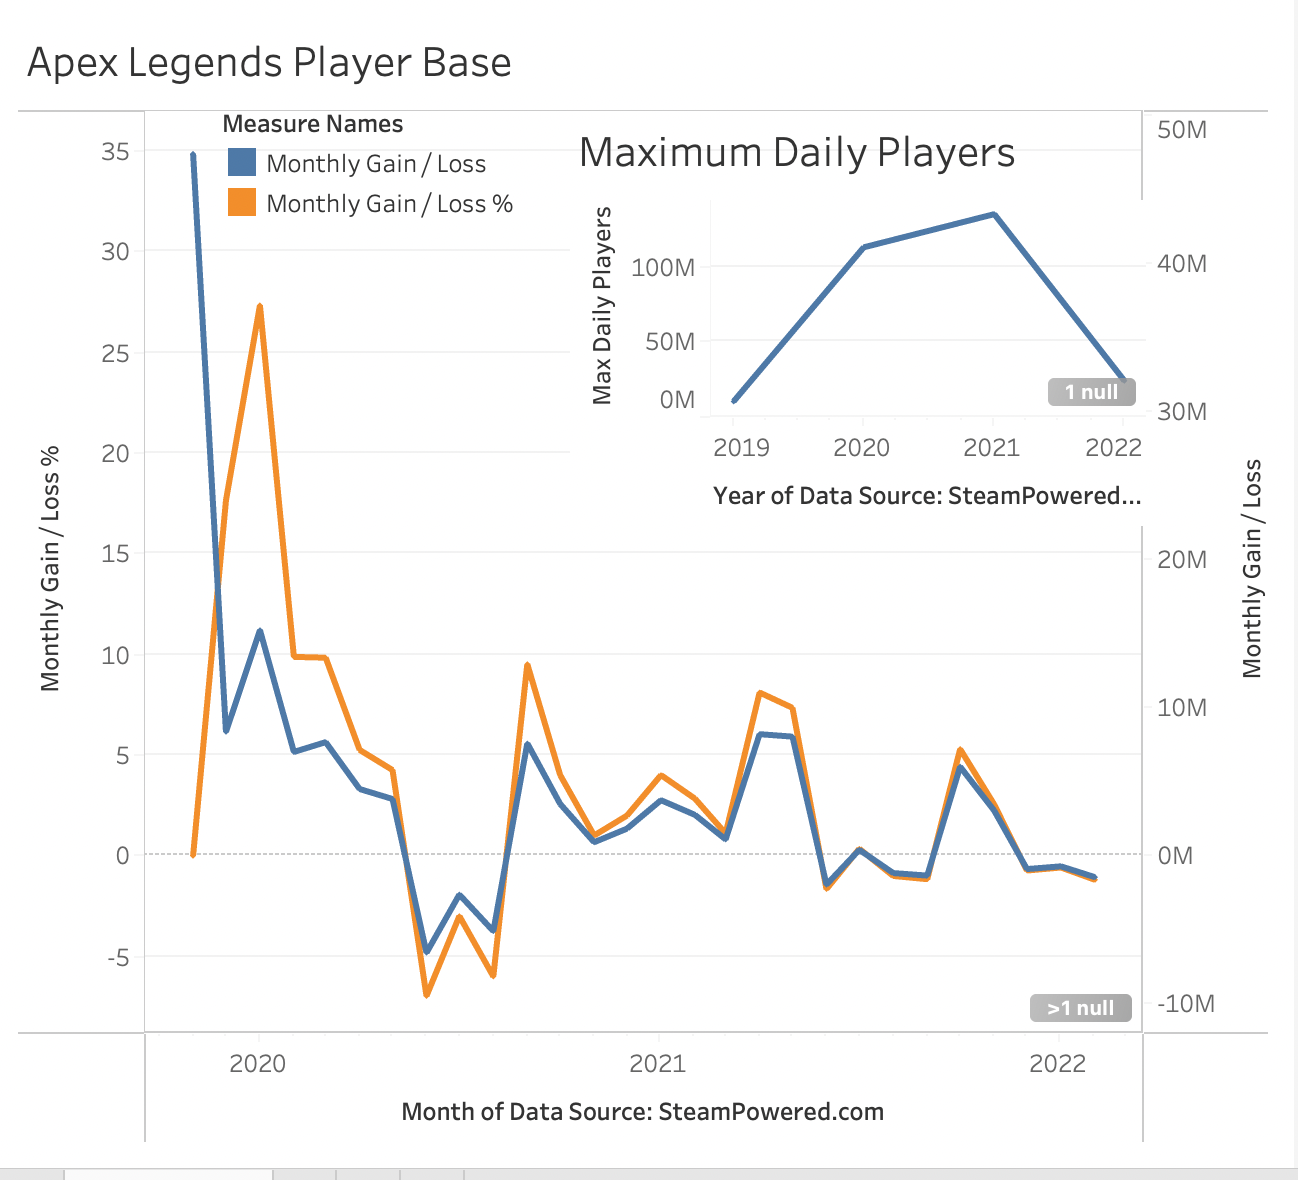 Apex Legends Player Base
Measure Names
Monthly Gain / Loss
Monthly Gain / Loss %
Maximum Daily Players
Max Daily Players
100M
50M
0M
1 null
2019 2020 2021 2022
Year of Data Source: SteamPowered...
Monthly Gain / Loss %
35
30
25
20
15
10
5
0
-5
50M
40M
30M
20M
10M
0M
-10M
Monthly Gain / Loss
>1 null
2020 2021 2022
Month of Data Source: SteamPowered.com